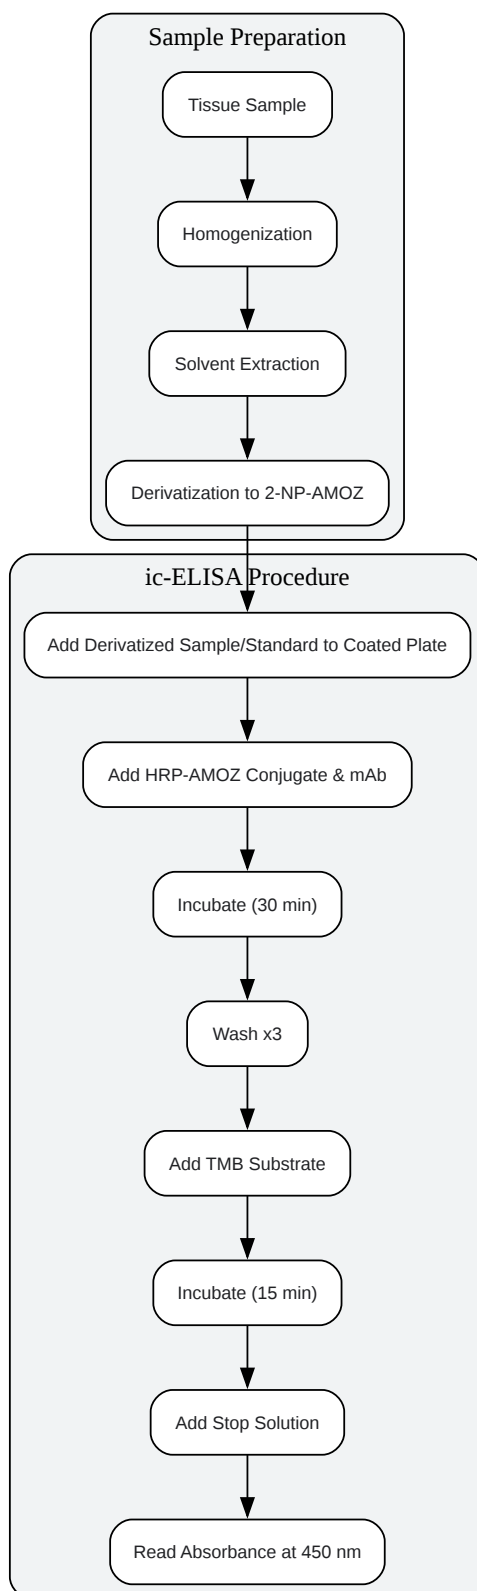 Sample Preparation
Tissue Sample
Homogenization
Solvent Extraction
Derivatization to 2-NP-AMOZ
ic-ELISA Procedure
Add Derivatized Sample/Standard to Coated Plate
Add HRP-AMOZ Conjugate & mAb
Incubate (30 min)
Wash x3
Add TMB Substrate
Incubate (15 min)
Add Stop Solution
Read Absorbance at 450 nm